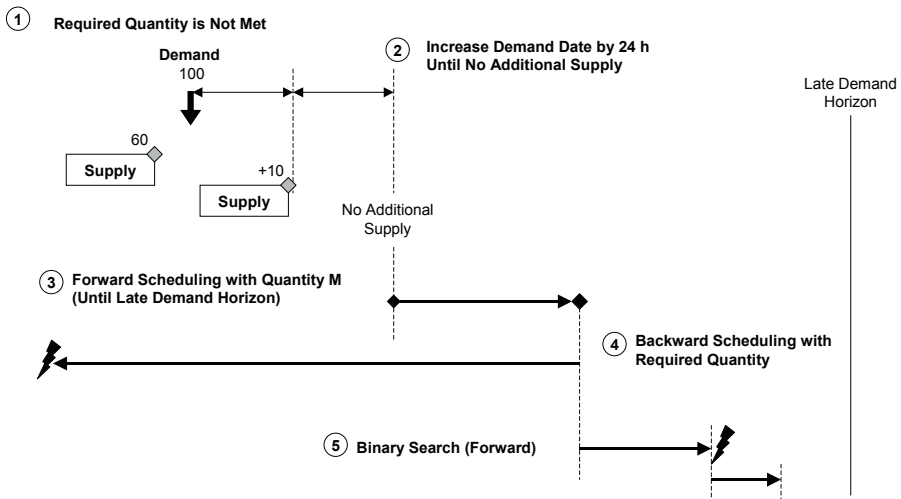 1
Required Quantity is Not Met
Demand
100
2
Increase Demand Date by 24 h
Until No Additional Supply
Late Demand
Horizon
60
Supply
+10
Supply
No Additional
Supply
3
Forward Scheduling with Quantity M
(Until Late Demand Horizon)
4
Backward Scheduling with
Required Quantity
5
Binary Search (Forward)